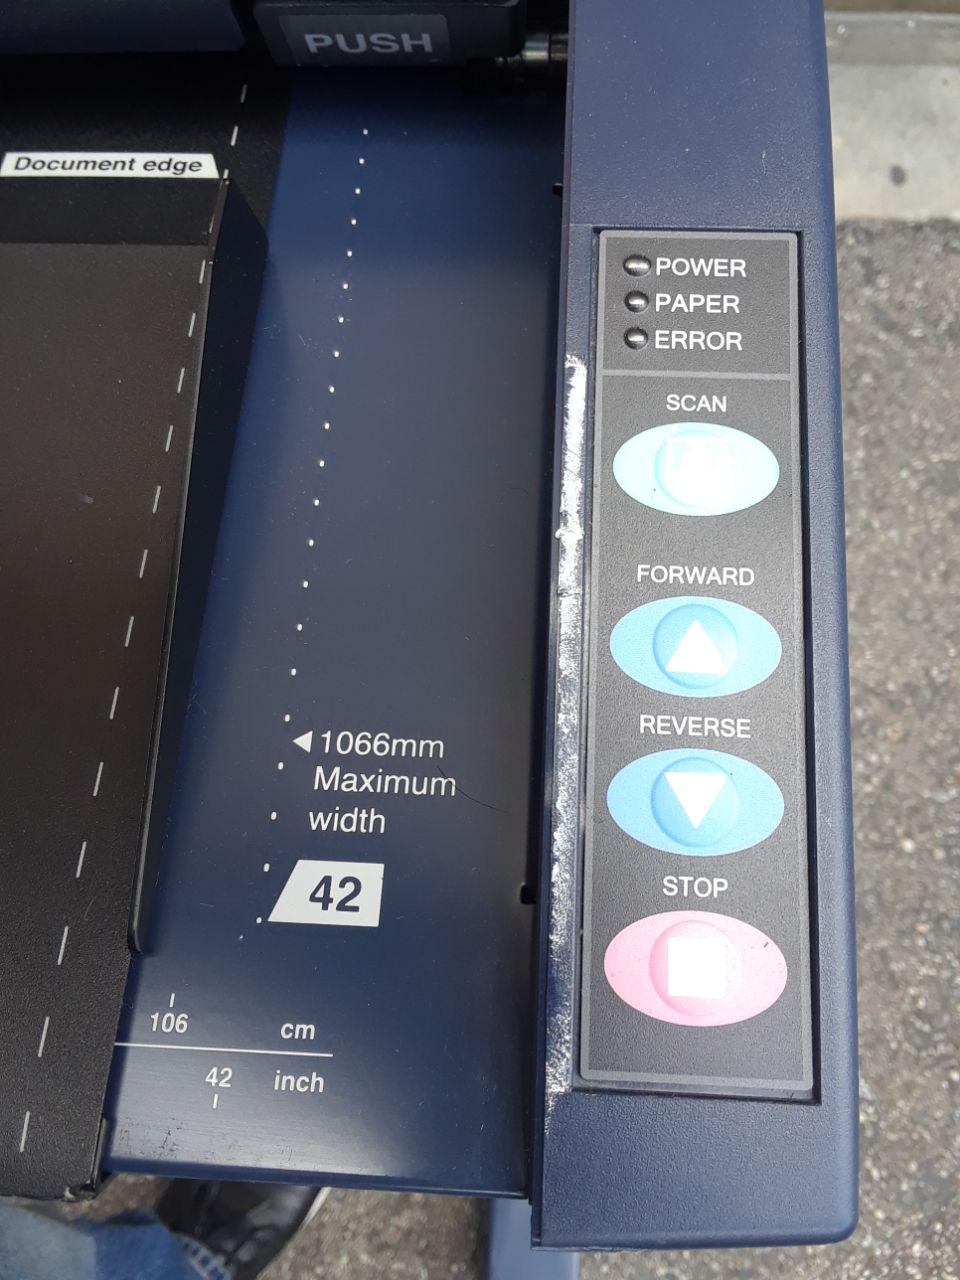 PUSH
Document edge
POWER
PAPER
ERROR
SCAN
FORWARD
REVERSE
STOP
1066mm
Maximum
width
42
106 cm
42 inch